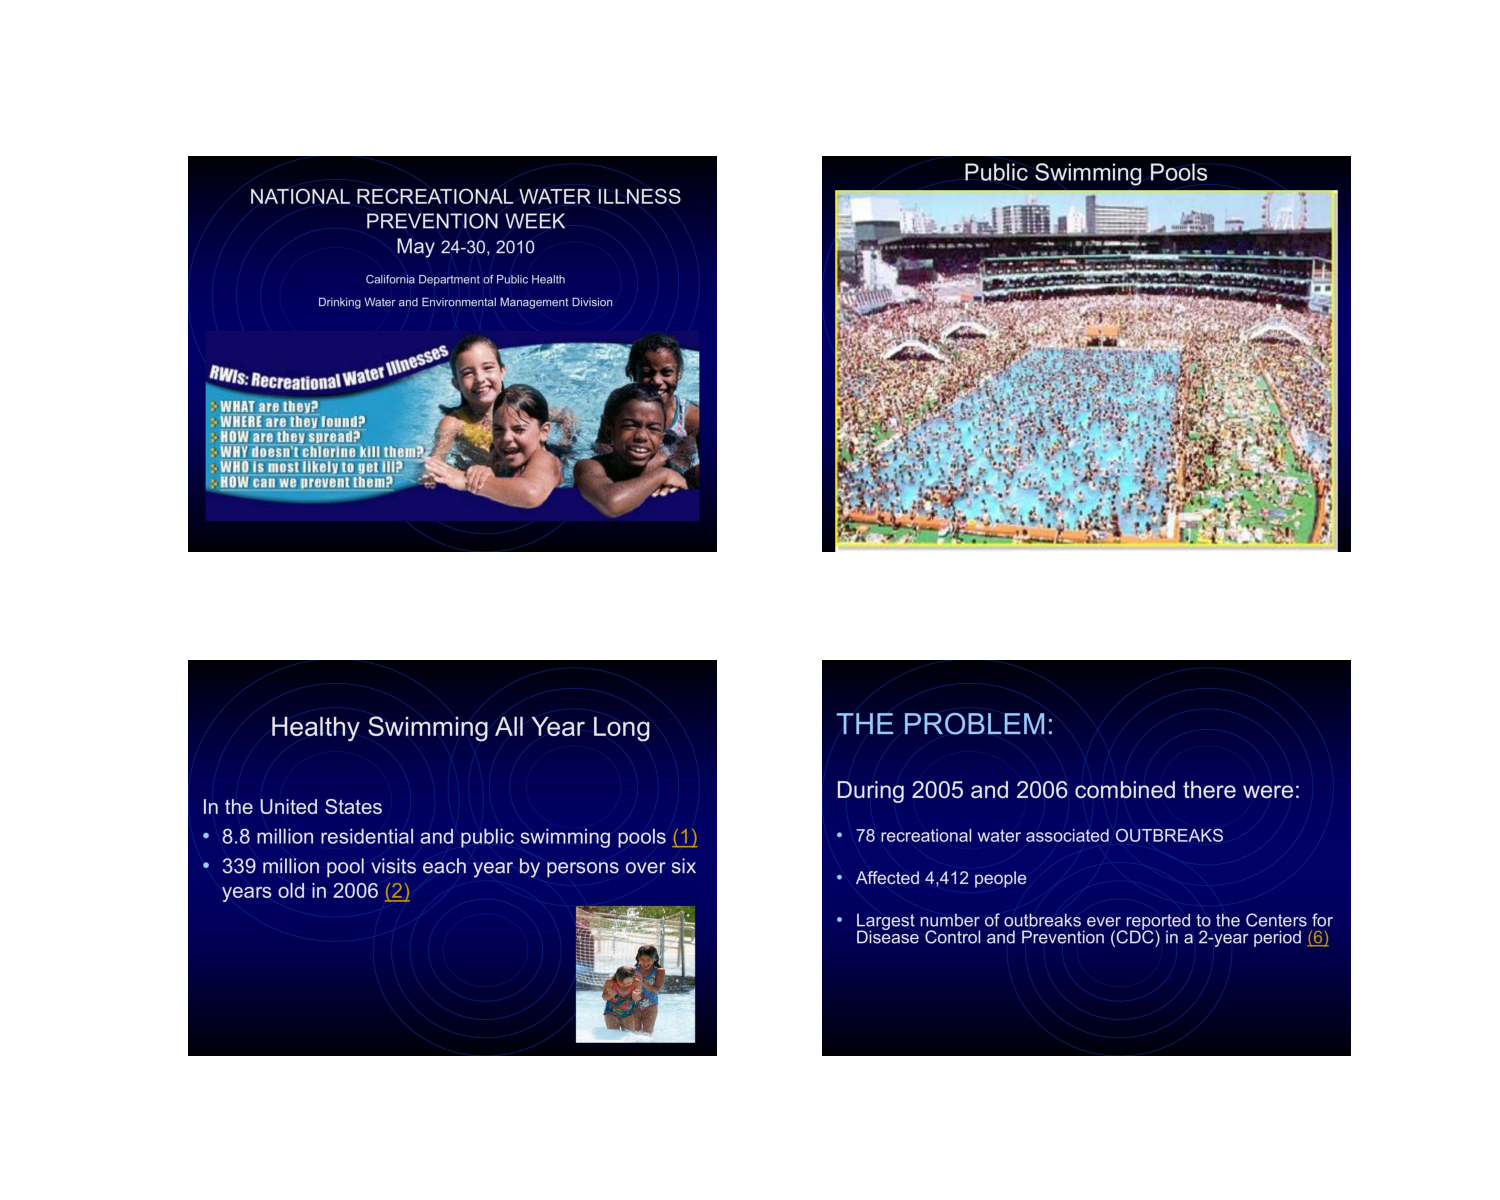 NATIONAL RECREATIONAL WATER ILLNESS
PREVENTION WEEK
May 24-30, 2010
California Department of Public Health
Drinking Water and Environmental Management Division
RWIs: Recreational Water Illnesses
WHAT are they?
WHERE are they found?
HOW are they spread?
WHY doesn't chlorine kill them?
WHO is most likely to get ill?
HOW can we prevent them?
Public Swimming Pools
Healthy Swimming All Year Long
In the United States
• 8.8 million residential and public swimming pools (1)
• 339 million pool visits each year by persons over six
years old in 2006 (2)
THE PROBLEM:
During 2005 and 2006 combined there were:
• 78 recreational water associated OUTBREAKS
• Affected 4,412 people
• Largest number of outbreaks ever reported to the Centers for
Disease Control and Prevention (CDC) in a 2-year period (6)